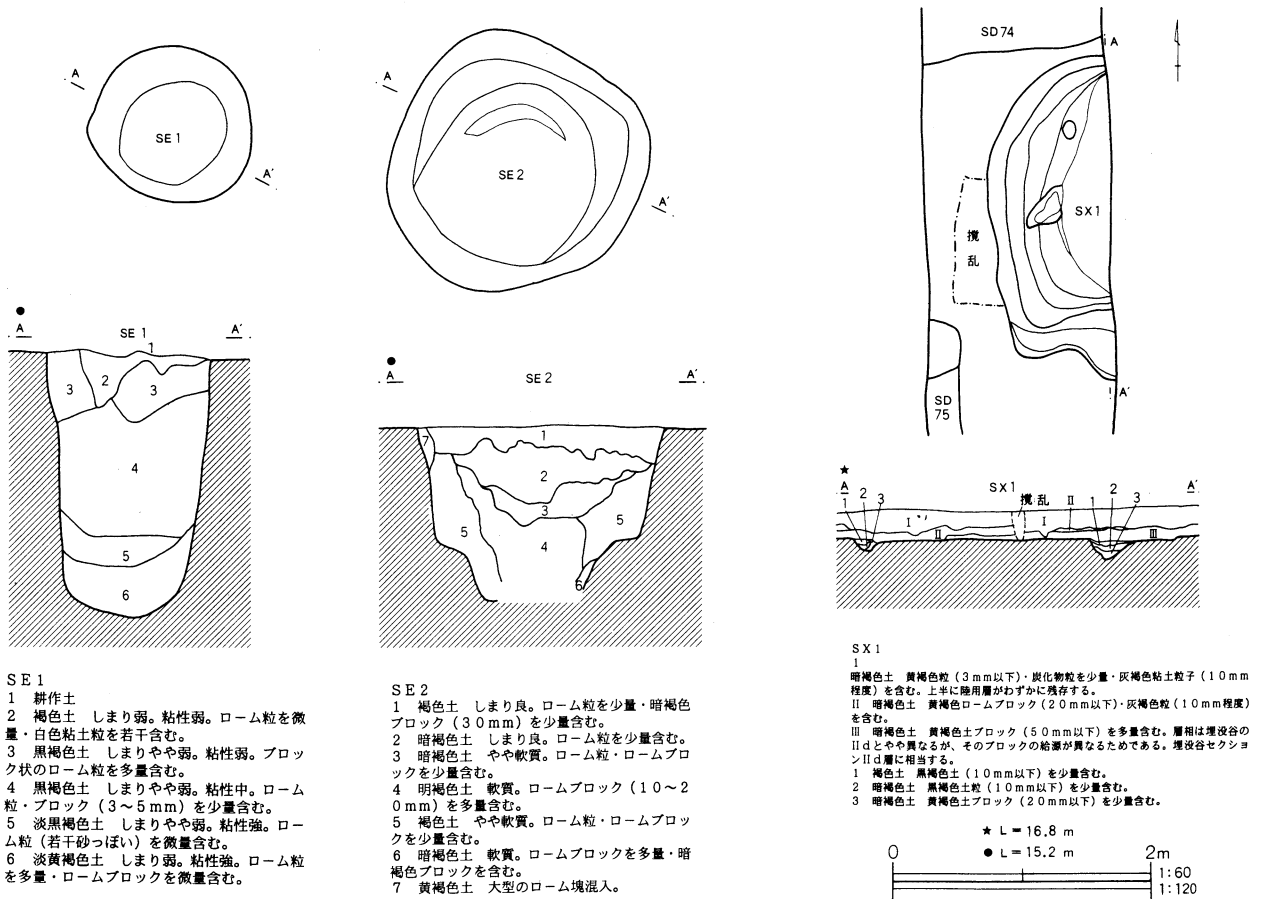 A
SE 1
A'
A
SE 2
A'
SD74
A
SX 1
攪
乱
SD
75
A'
A
SE 1
A'
1
3
2
3
4
5
6
A
SE 2
A'
7
1
2
3
5
5
4
6
SX 1
A
A'
1 2 3
攪乱 Ⅱ 1 2 3
Ⅰ
Ⅰ
Ⅱ
Ⅲ
SE1
1 耕作土
2 褐色土 しまり弱。粘性弱。ローム粒を微
量・白色粘土粒を若干含む。
3 黒褐色土 しまりやや弱。粘性弱。ブロッ
ク状のローム粒を多量含む。
4 黒褐色土 しまりやや弱。粘性中。ローム
粒・ブロック（3〜5mm）を少量含む。
5 淡黒褐色土 しまりやや弱。粘性強。ロー
ム粒（若干砂っぽい）を微量含む。
6 淡黄褐色土 しまり弱。粘性強。ローム粒
を多量・ロームブロックを微量含む。
SE2
1 褐色土 しまり良。ローム粒を少量・暗褐色
ブロック（30mm）を少量含む。
2 暗褐色土 しまり良。ローム粒を少量含む。
3 暗褐色土 やや軟質。ローム粒・ロームブロ
ックを少量含む。
4 明褐色土 軟質。ロームブロック（10〜2
0mm）を多量含む。
5 褐色土 やや軟質。ローム粒・ロームブロッ
クを少量含む。
6 暗褐色土 軟質。ロームブロックを多量・暗
褐色ブロックを含む。
7 黄褐色土 大型のローム塊混入。
SX1
1
暗褐色土 黄褐色粒（3mm以下）・炭化物粒を少量・灰褐色粘土粒子（10mm
程度）を含む。上半に陸用層がわずかに残存する。
Ⅱ 暗褐色土 黄褐色ロームブロック（20mm以下）・灰褐色粒（10mm程度）
を含む。
Ⅲ 暗褐色土 黄褐色土ブロック（50mm以下）を多量含む。層相は埋没谷の
Ⅱdとやや異なるが、そのブロックの給源が異なるためである。埋没谷セクショ
ンⅡd層に相当する。
1 褐色土 黒褐色土（10mm以下）を少量含む。
2 暗褐色土 黒褐色土粒（10mm以下）を少量含む。
3 暗褐色土 黄褐色土ブロック（20mm以下）を少量含む。
★ L＝16.8 m
● L＝15.2 m
0 2m
1:60
1:120